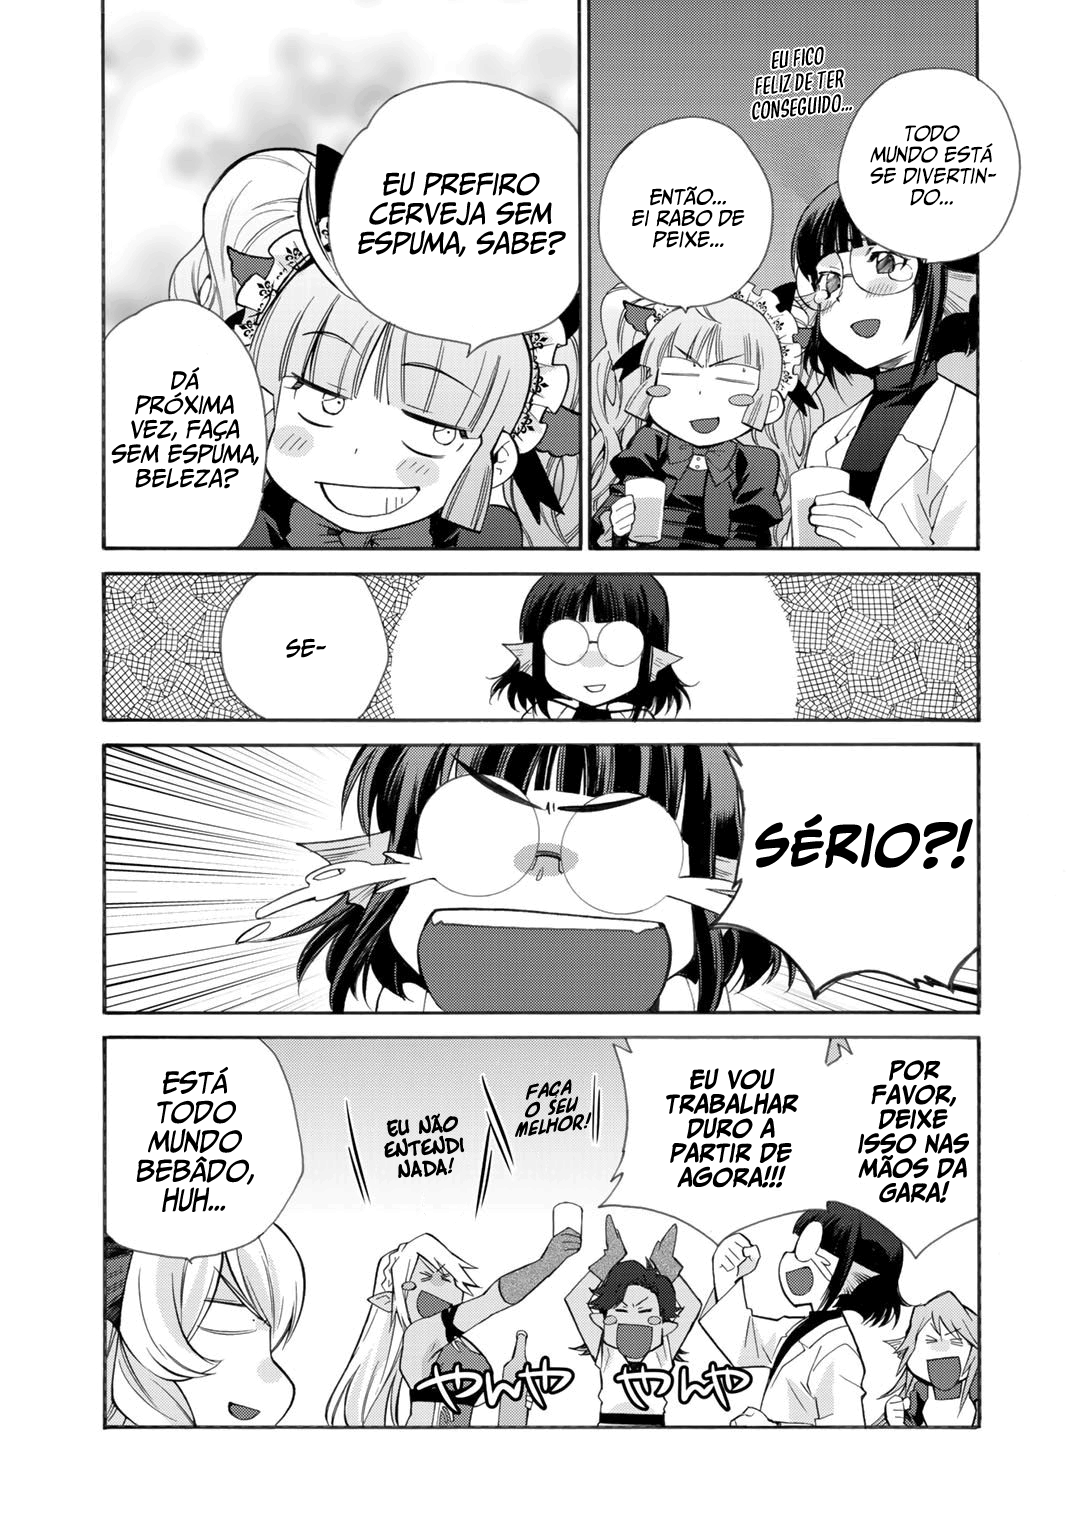 TODO
MUNDO ESTÁ
SE DIVERTIN-
DO...
EU FICO
FELIZ DE TER
CONSEGUIDO...
ENTÃO...
EI RABO DE
PEIXE...
EU PREFIRO
CERVEJA SEM
ESPUMA, SABE?
DÁ
PRÓXIMA
VEZ, FAÇA
SEM ESPUMA,
BELEZA?
SE-
SÉRIO?!
POR
FAVOR,
DEIXE
ISSO NAS
MÃOS DA
GARA!
EU VOU
TRABALHAR
DURO A
PARTIR DE
AGORA!!!
FAÇA
O SEU
MELHOR!
EU NÃO
ENTENDI
NADA!
やんや
やんや
ESTÁ
TODO
MUNDO
BEBÂDO,
HUH...